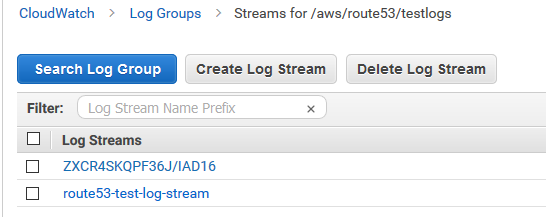 CloudWatch > Log Groups > Streams for /aws/route53/testlogs
Search Log Group Create Log Stream Delete Log Stream
Filter: Log Stream Name Prefix ×
Log Streams
ZXCR4SKQPF36J/IAD16
route53-test-log-stream